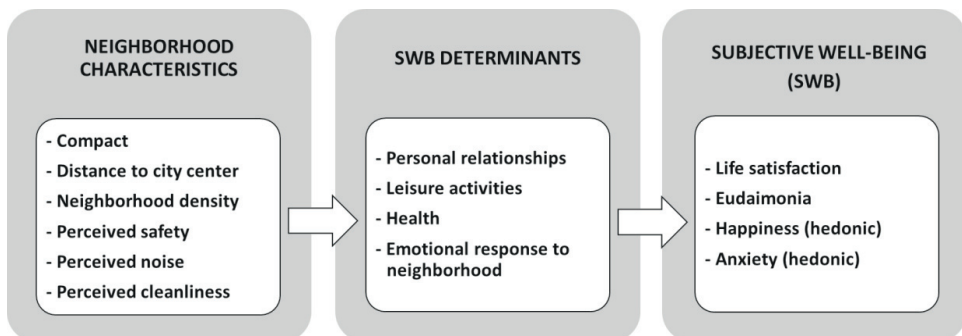 NEIGHBORHOOD
CHARACTERISTICS
- Compact
- Distance to city center
- Neighborhood density
- Perceived safety
- Perceived noise
- Perceived cleanliness
SWB DETERMINANTS
- Personal relationships
- Leisure activities
- Health
- Emotional response to
neighborhood
SUBJECTIVE WELL-BEING
(SWB)
- Life satisfaction
- Eudaimonia
- Happiness (hedonic)
- Anxiety (hedonic)